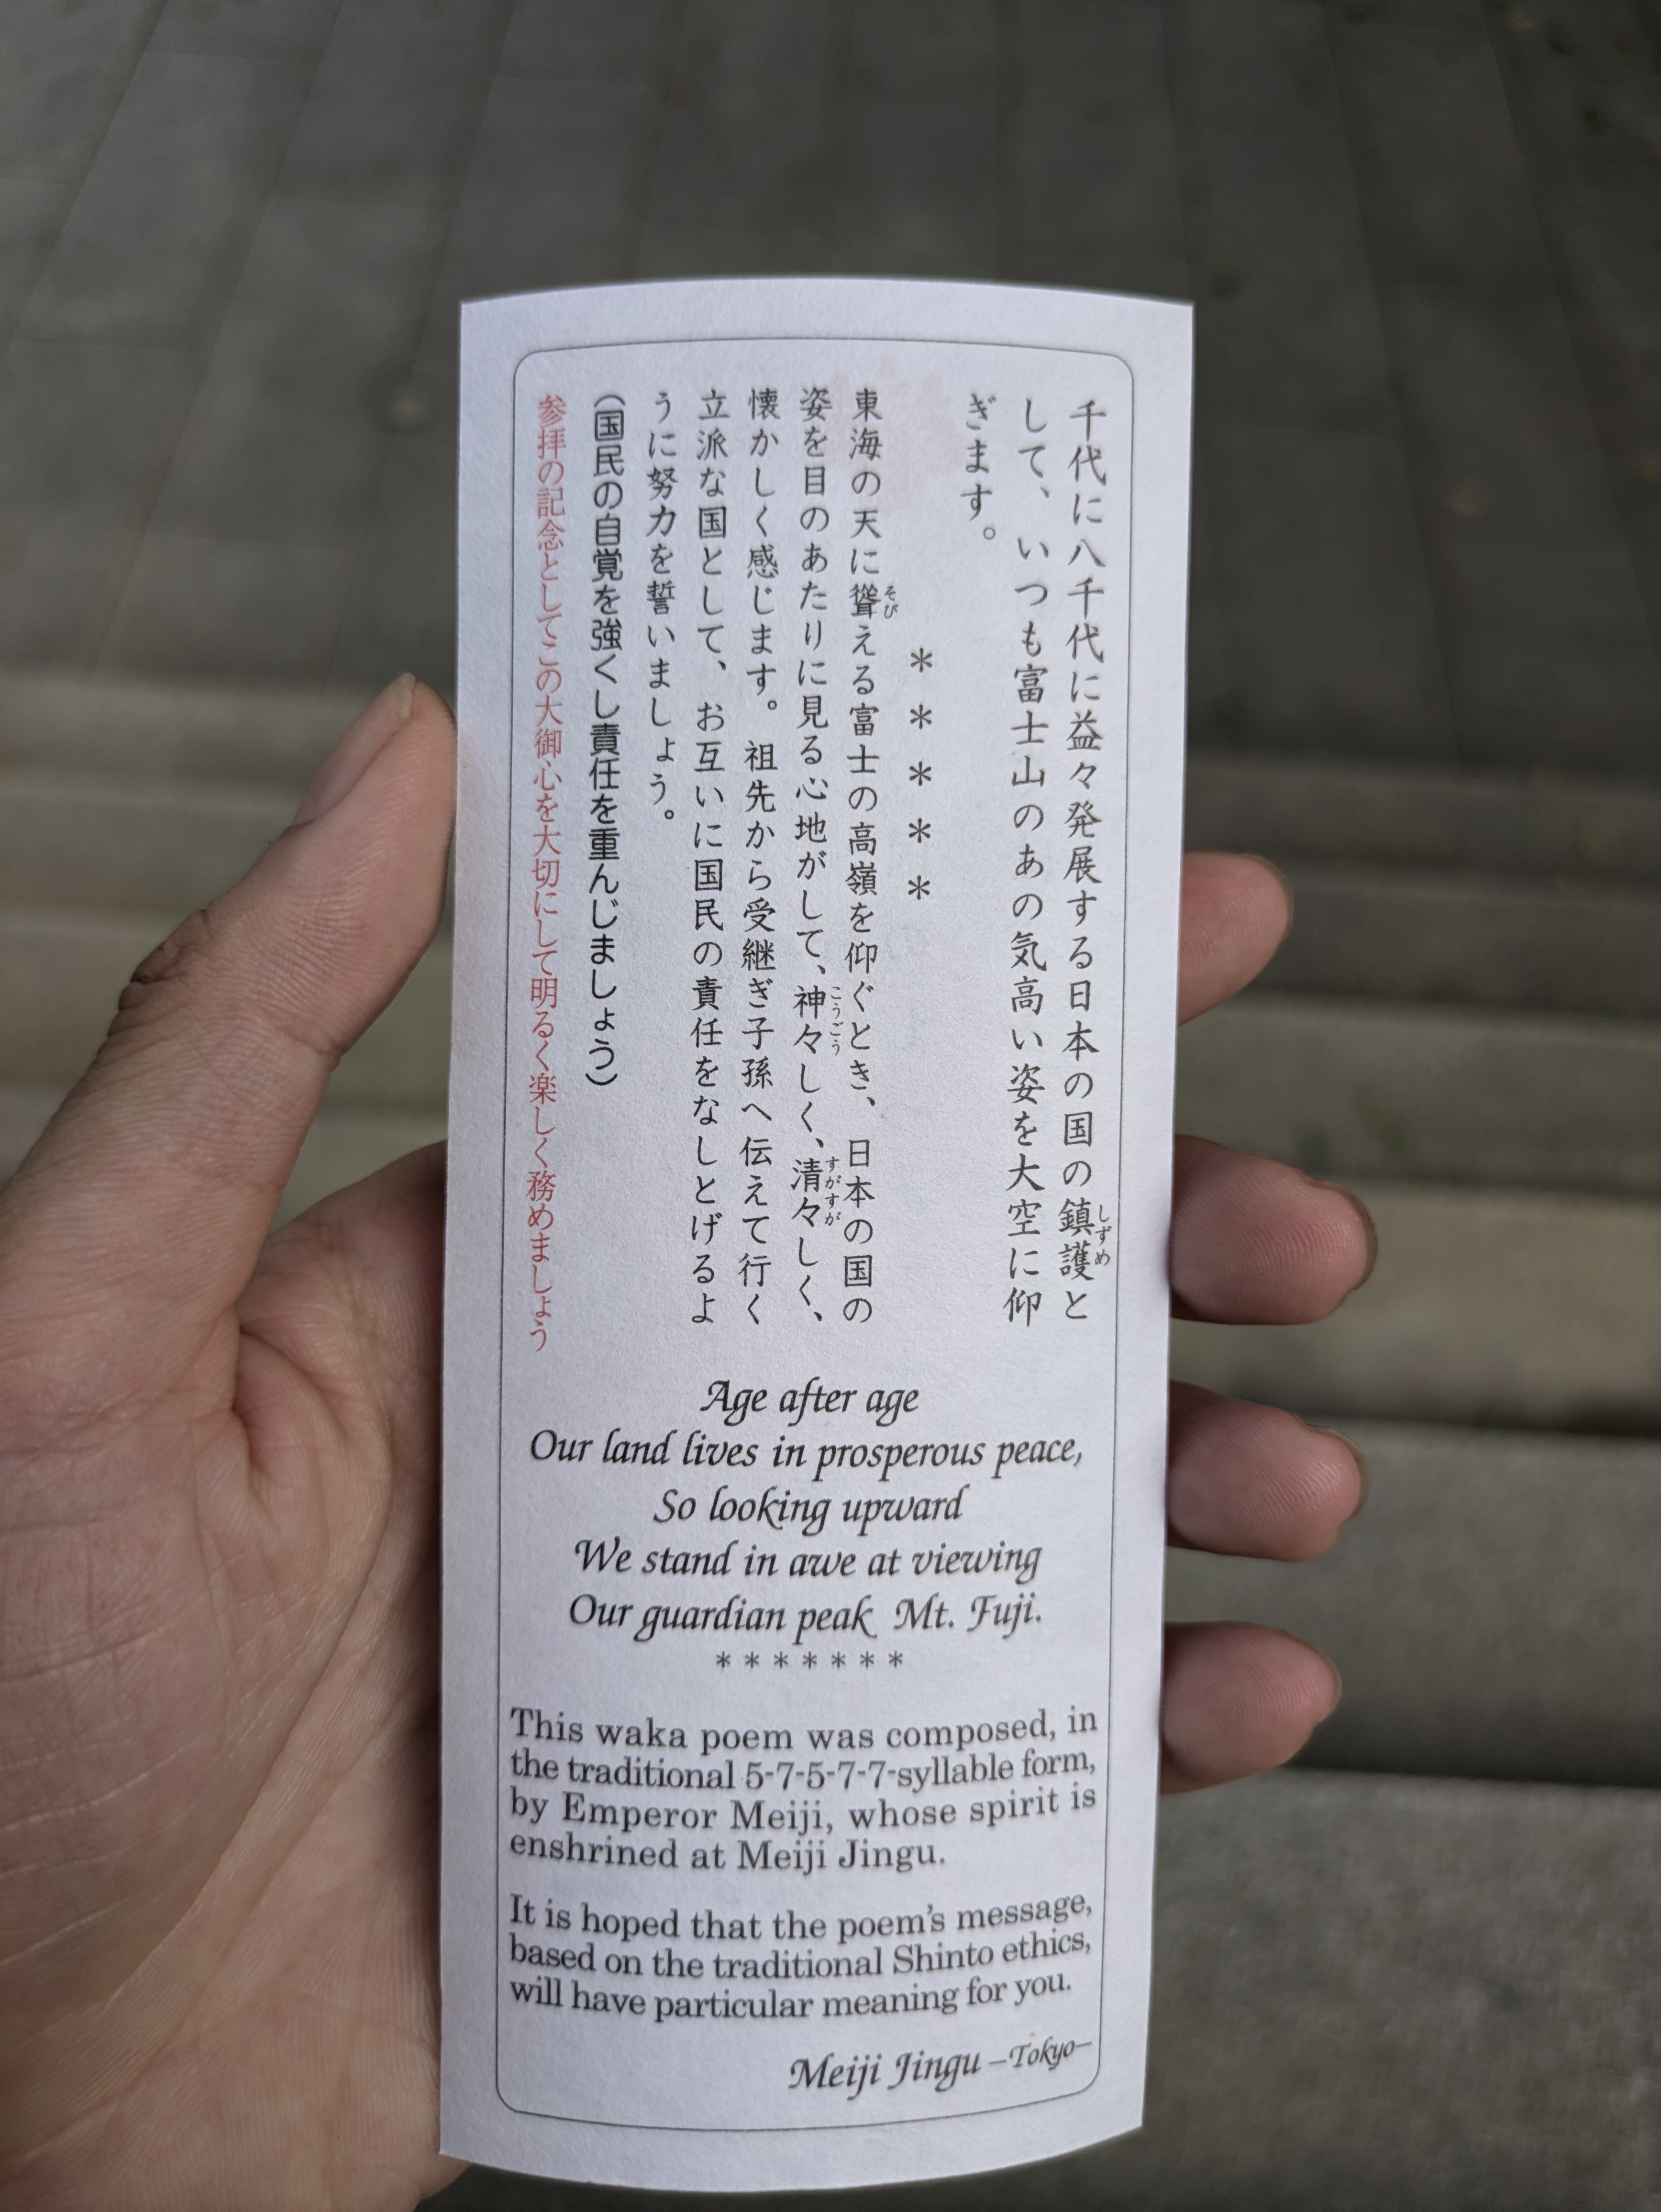 千代に八千代に益々発展する日本の国の鎮護と
しずめ
して、いつも富士山のあの気高い姿を大空に仰
ぎます。
＊＊＊＊＊
東海の天に聳える富士の高嶺を仰ぐとき、日本の国の
そび
姿を目のあたりに見る心地がして、神々しく、清々しく、
こうごう
すがすが
懐かしく感じます。祖先から受継ぎ子孫へ伝えて行く
立派な国として、お互いに国民の責任をなしとげるよ
うに努力を誓いましょう。
（国民の自覚を強くし責任を重んじましょう）
参拝の記念としてこの大御心を大切にして明るく楽しく務めましょう
Age after age
Our land lives in prosperous peace,
So looking upward
We stand in awe at viewing
Our guardian peak Mt. Fuji.
* * * * * * *
This waka poem was composed, in
the traditional 5-7-5-7-7-syllable form,
by Emperor Meiji, whose spirit is
enshrined at Meiji Jingu.
It is hoped that the poem's message,
based on the traditional Shinto ethics,
will have particular meaning for you.
Meiji Jingu –Tokyo–